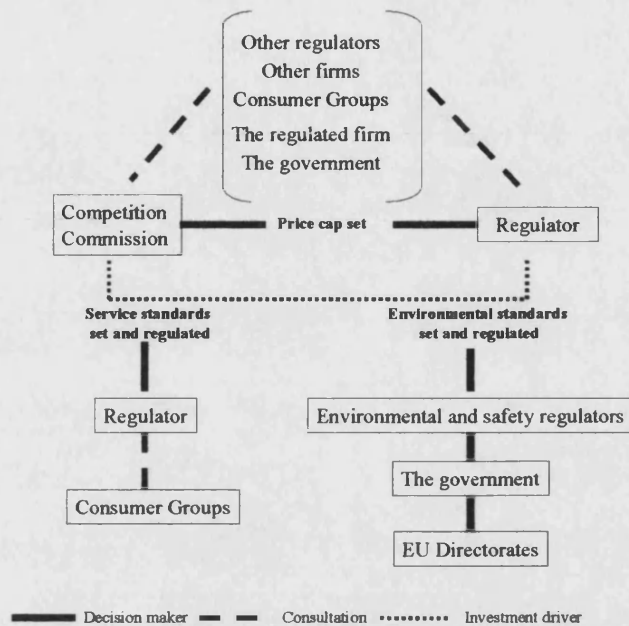 Other regulators
Other firms
Consumer Groups
The regulated firm
The government
Competition
Commission
Price cap set
Regulator
Service standards
set and regulated
Environmental standards
set and regulated
Regulator
Environmental and safety regulators
Consumer Groups
The government
EU Directorates
Decision maker
Consultation
Investment driver